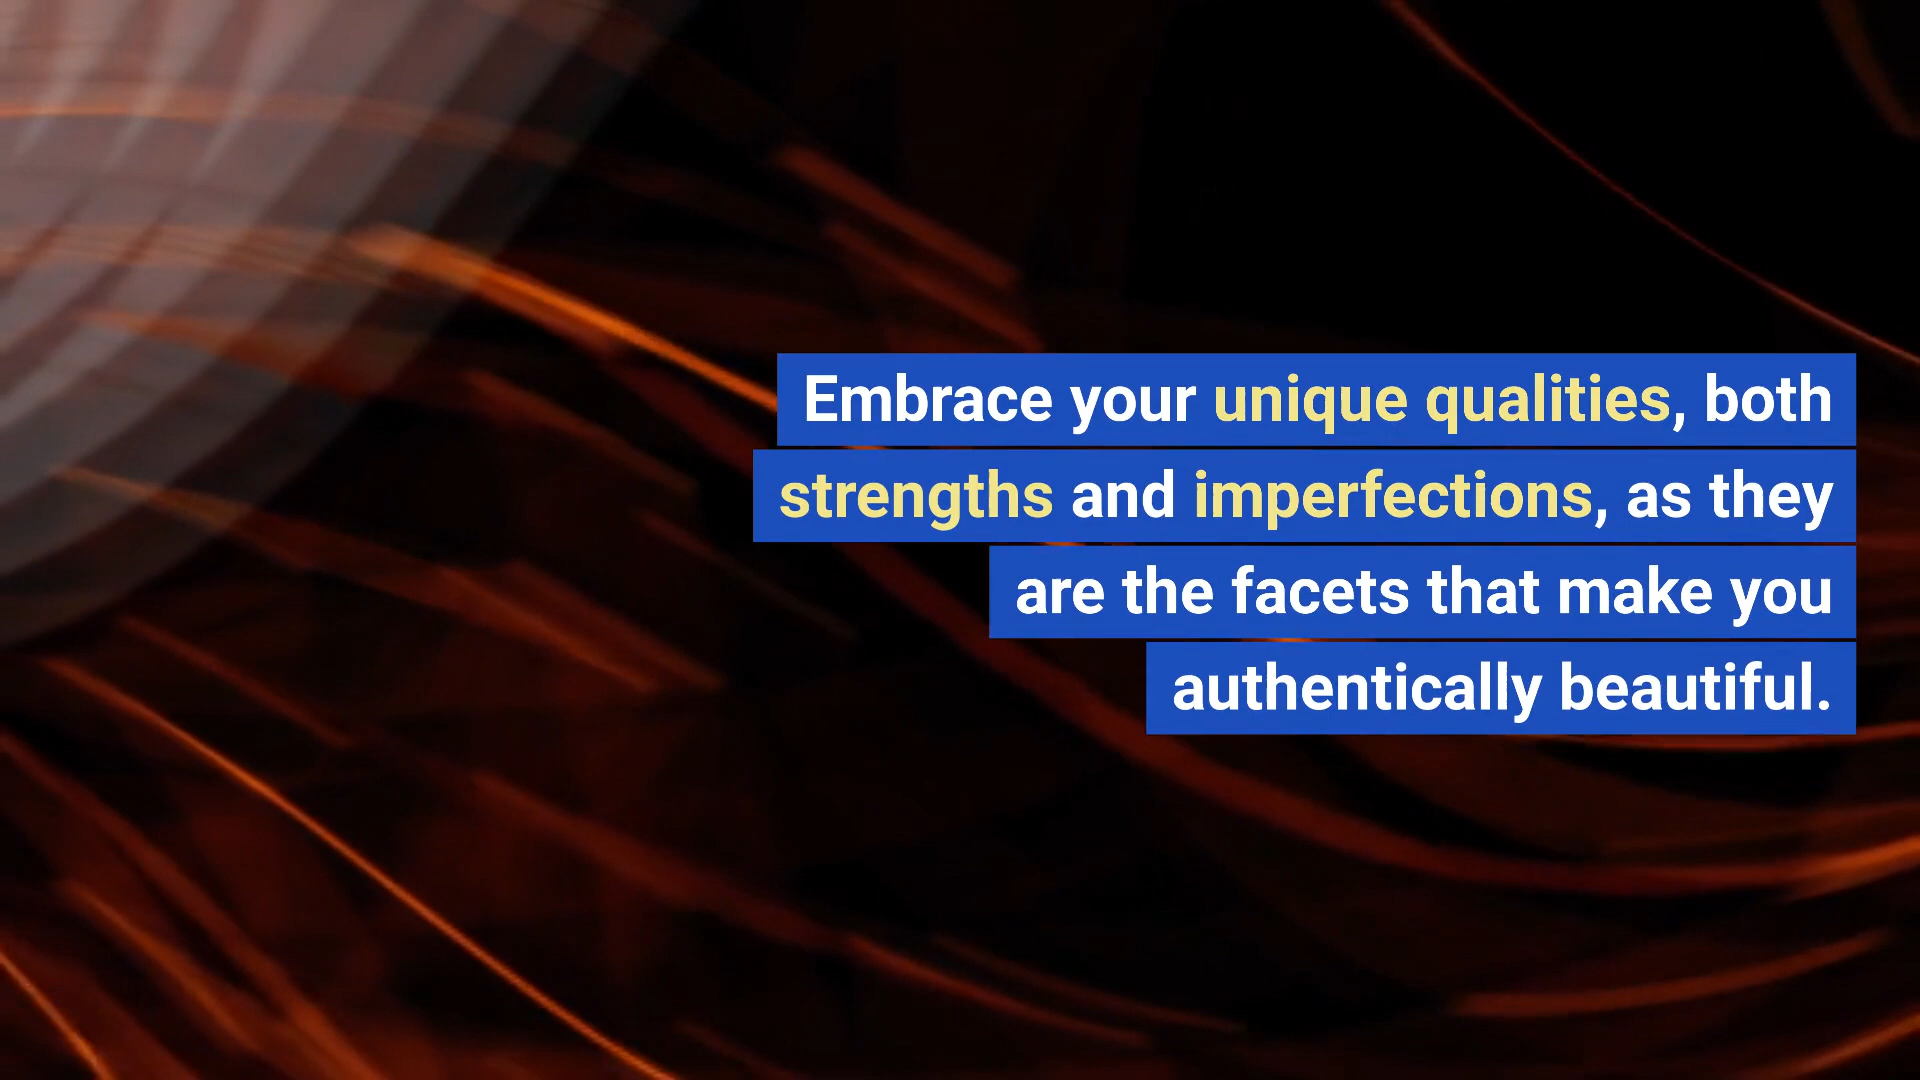 Embrace your unique qualities, both
strengths and imperfections, as they
are the facets that make you
authentically beautiful.